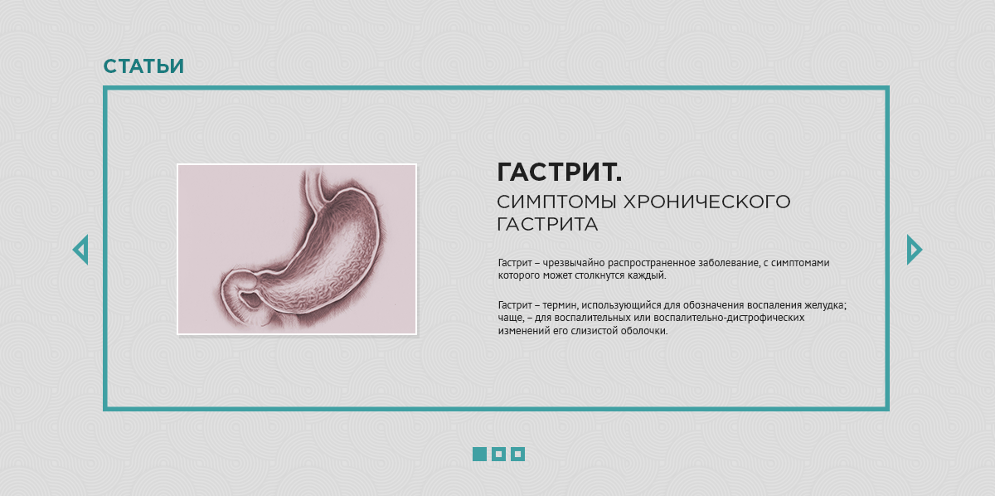 СТАТЬИ
ГАСТРИТ.
СИМПТОМЫ ХРОНИЧЕСКОГО
ГАСТРИТА
Гастрит – чрезвычайно распространенное заболевание, с симптомами
которого может столкнутся каждый.
Гастрит – термин, использующийся для обозначения воспаления желудка;
чаще, – для воспалительных или воспалительно-дистрофических
изменений его слизистой оболочки.